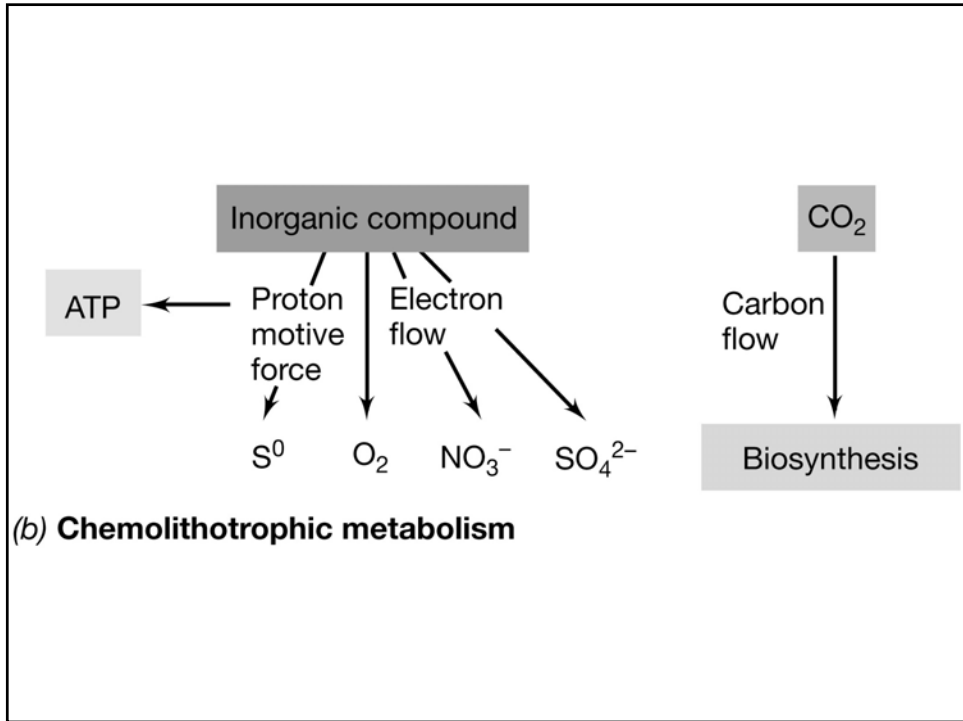 Inorganic compound
CO₂
ATP
Proton
motive
force
Electron
flow
Carbon
flow
S⁰
O₂
NO₃⁻
SO₄²⁻
Biosynthesis
(b) Chemolithotrophic metabolism